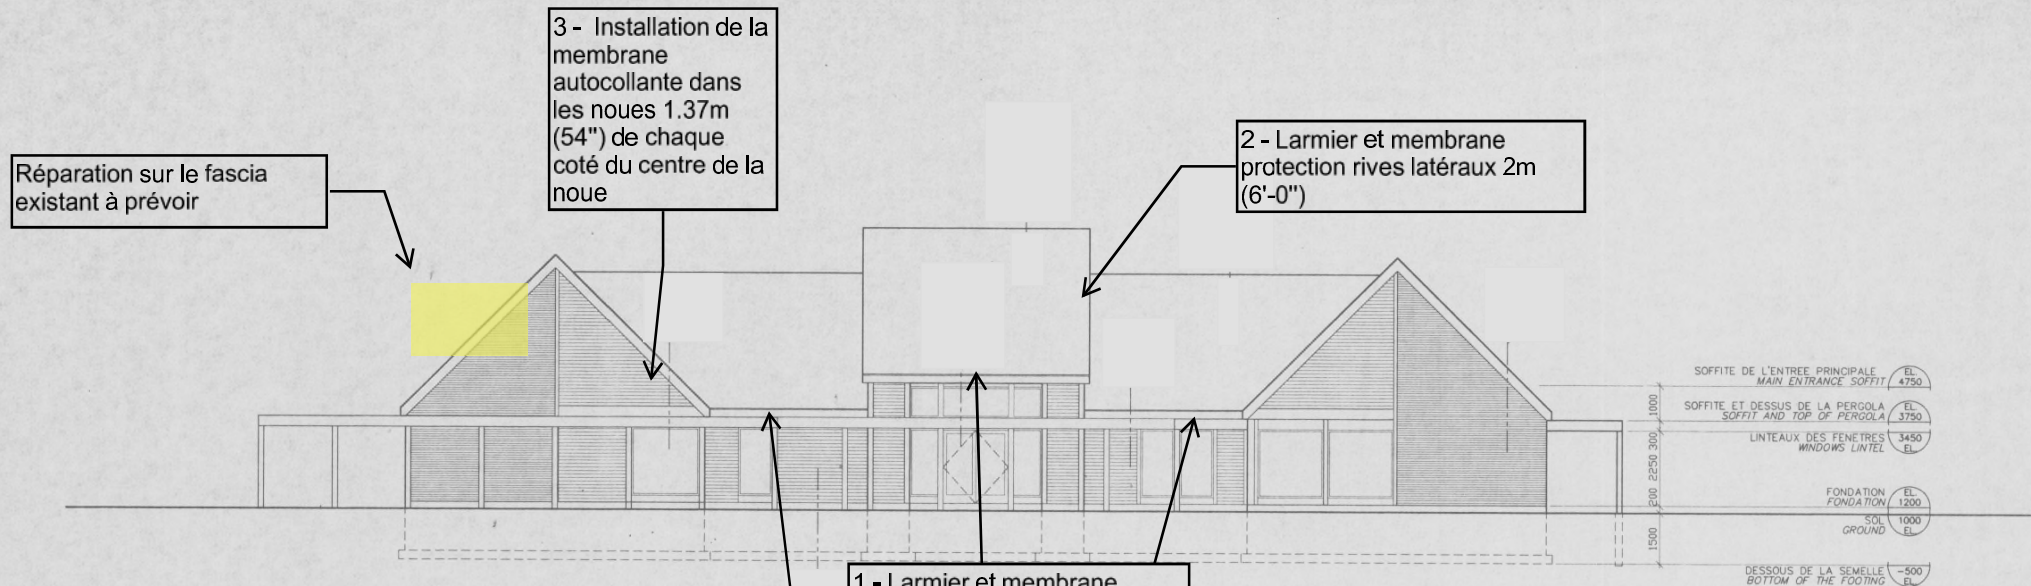 3 - Installation de la
membrane
autocollante dans
les noues 1.37m
(54") de chaque
coté du centre de la
noue
Réparation sur le fascia
existant à prévoir
2 - Larmier et membrane
protection rives latéraux 2m
(6'-0")
1 - Larmier et membrane
SOFFITE DE L'ENTREE PRINCIPALE
MAIN ENTRANCE SOFFIT
EL
4750
SOFFITE ET DESSUS DE LA PERGOLA
SOFFIT AND TOP OF PERGOLA
EL
3750
LINTEAUX DES FENETRES
WINDOWS LINTEL
3450
EL
FONDATION
FONDATION
EL
1200
SOL
GROUND
1000
EL
DESSOUS DE LA SEMELLE
BOTTOM OF THE FOOTING
-500
EL
1000
300
2250
200
1500